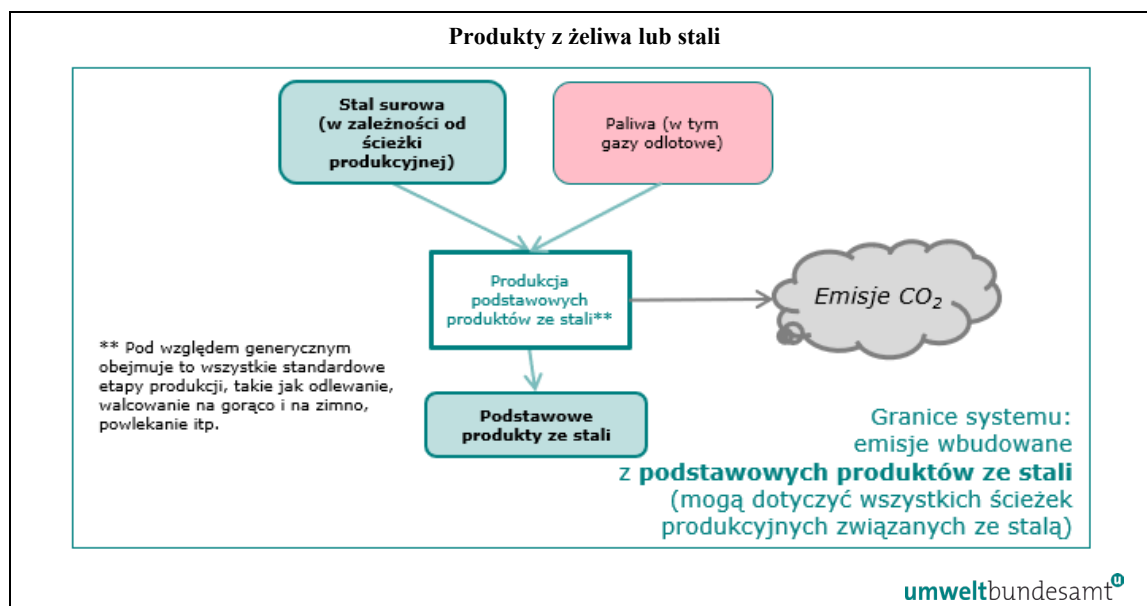 Produkty z żeliwa lub stali
Stal surowa
(w zależności od
ścieżki
produkcyjnej)
Paliwa (w tym
gazy odlotowe)
Produkcja
podstawowych
produktów ze stali**
Emisje CO₂
** Pod względem generycznym
obejmuje to wszystkie standardowe
etapy produkcji, takie jak odlewanie,
walcowanie na gorąco i na zimno,
powlekanie itp.
Podstawowe
produkty ze stali
Granice systemu:
emisje wbudowane
z podstawowych produktów ze stali
(mogą dotyczyć wszystkich ścieżek
produkcyjnych związanych ze stalą)
umweltbundesamt u